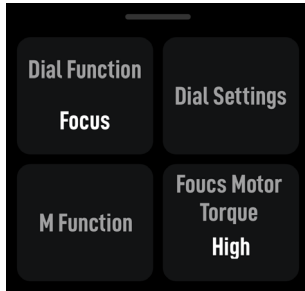 Dial Function
Focus
Dial Settings
M Function
Foucs Motor
Torque
High